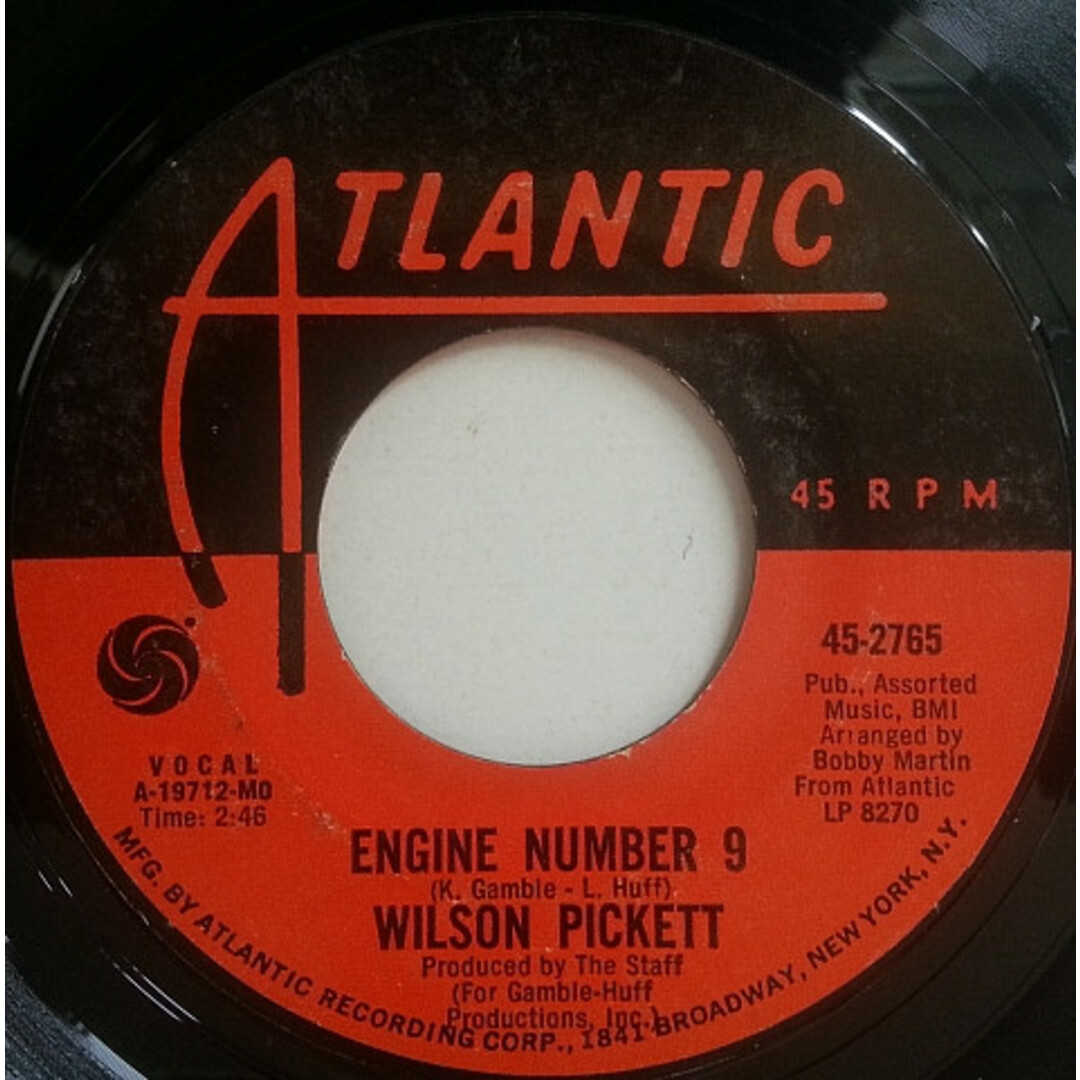 ATLANTIC
45 RPM
45-2765
Pub., Assorted
Music, BMI
Arranged by
Bobby Martin
From Atlantic
LP 8270
VOCAL
A-19712-MO
Time: 2:46
ENGINE NUMBER 9
(K. Gamble - L. Huff)
WILSON PICKETT
Produced by The Staff
(For Gamble-Huff
Productions, Inc.)
MFG. BY ATLANTIC RECORDING CORP., 1841 BROADWAY, NEW YORK, N.Y.